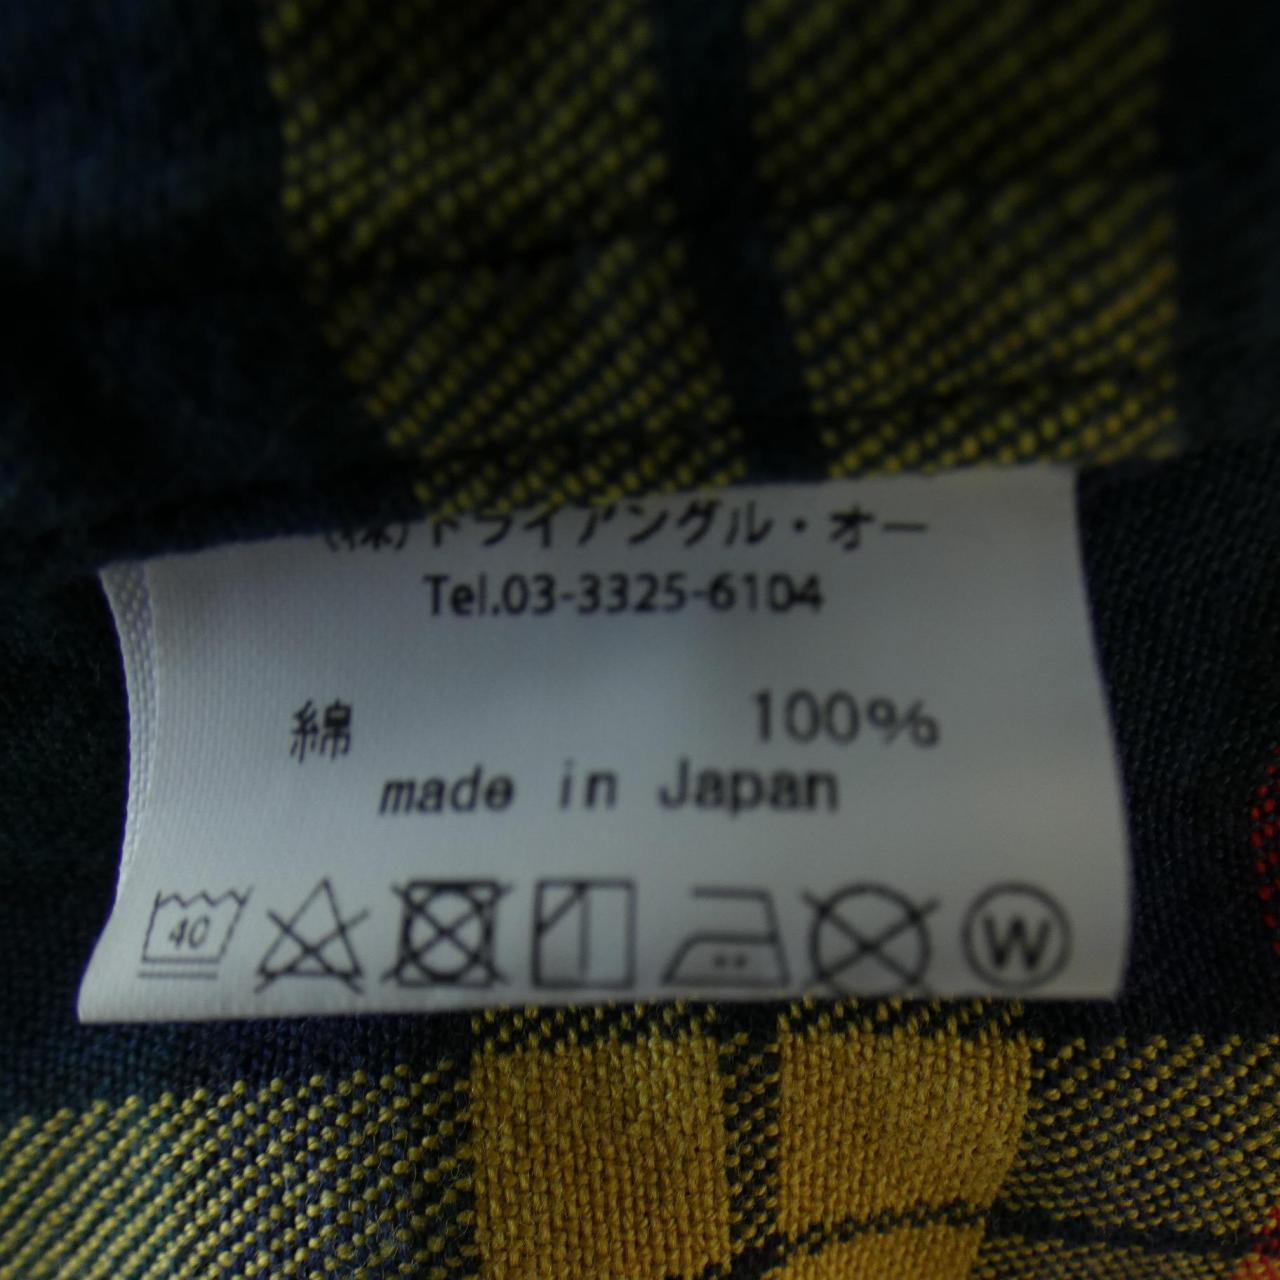 (株)トライアングル・オー
Tel.03-3325-6104
綿 100%
made in Japan
40
W